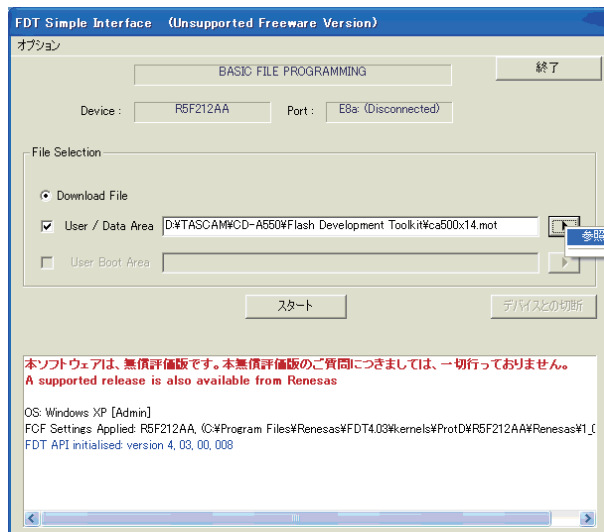 FDT Simple Interface   (Unsupported Freeware Version)
オプション
BASIC FILE PROGRAMMING
終了
Device :
R5F212AA
Port :
E8a: (Disconnected)
File Selection
Download File
User / Data Area
D:¥TASCAM¥CD-A550¥Flash Development Toolkit¥ca500x14.mot
参照
User Boot Area
スタート
デバイスとの切断
本ソフトウェアは、無償評価版です。本無償評価版のご質問につきましては、一切行っておりません。
A supported release is also available from Renesas
OS: Windows XP [Admin]
FCF Settings Applied: R5F212AA, (C:¥Program Files¥Renesas¥FDT4.03¥kernels¥ProtD¥R5F212AA¥Renesas¥1_0
FDT API initialised: version 4, 03, 00, 008